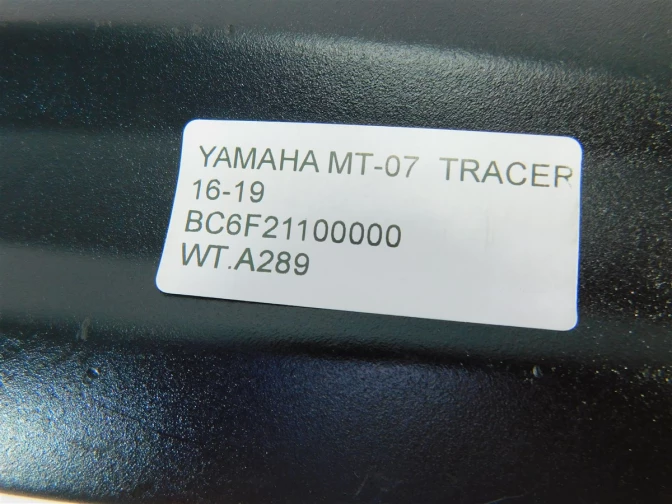 YAMAHA MT-07 TRACER
16-19
BC6F21100000
WT.A289